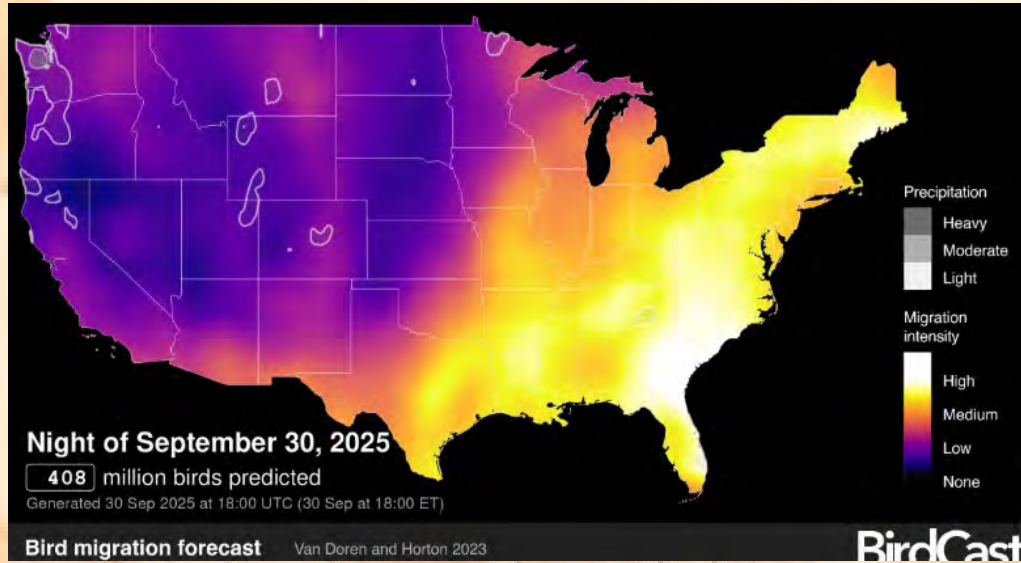 Precipitation
Heavy
Moderate
Light
Migration
intensity
High
Medium
Low
None
Night of September 30, 2025
408 million birds predicted
Generated 30 Sep 2025 at 18:00 UTC (30 Sep at 18:00 ET)
Bird migration forecast Van Doren and Horton 2023
BirdCast